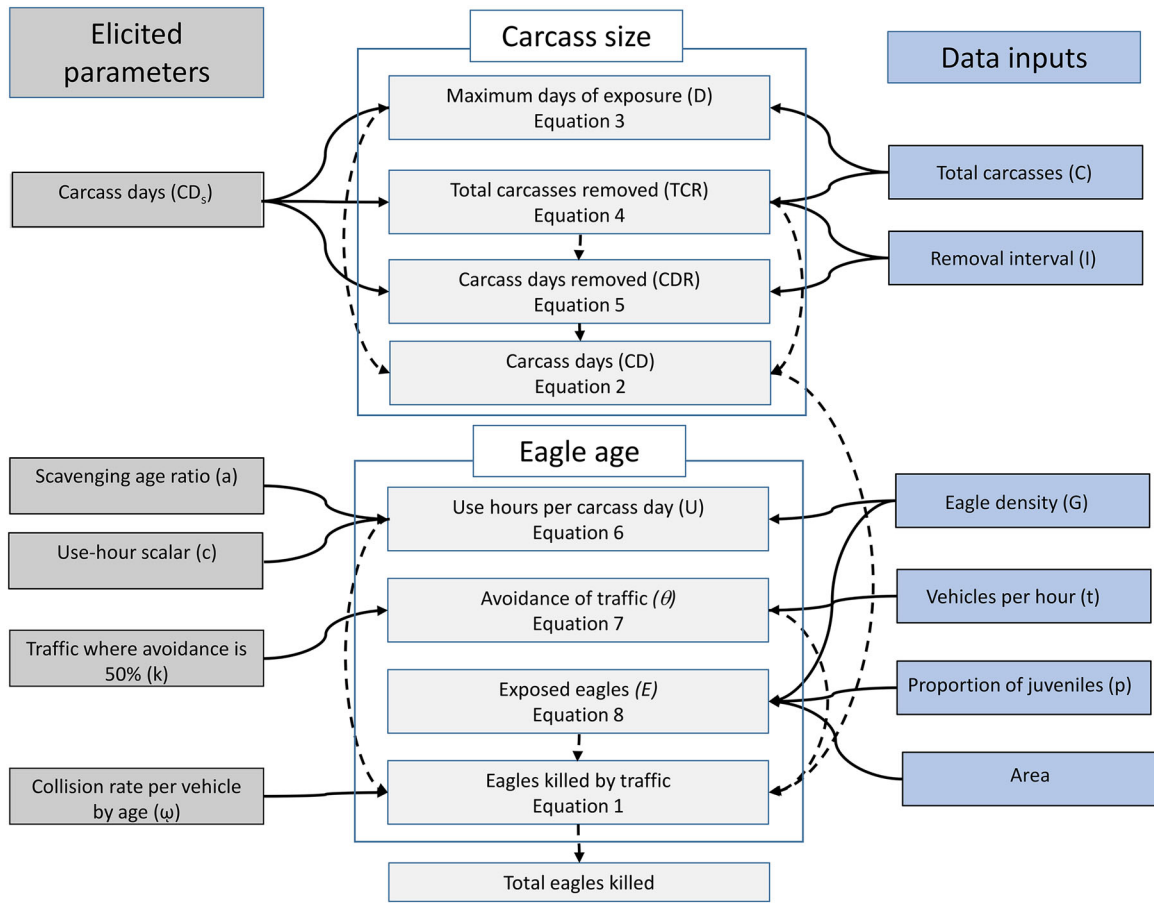 Elicited
parameters
Carcass size
Data inputs
Maximum days of exposure (D)
Equation 3
Total carcasses (C)
Carcass days (CDₛ)
Total carcasses removed (TCR)
Equation 4
Removal interval (I)
Carcass days removed (CDR)
Equation 5
Carcass days (CD)
Equation 2
Eagle age
Scavenging age ratio (a)
Use hours per carcass day (U)
Equation 6
Eagle density (G)
Use-hour scalar (c)
Avoidance of traffic (θ)
Equation 7
Vehicles per hour (t)
Traffic where avoidance is
50% (k)
Exposed eagles (E)
Equation 8
Proportion of juveniles (p)
Collision rate per vehicle
by age (ῳ)
Eagles killed by traffic
Equation 1
Area
Total eagles killed